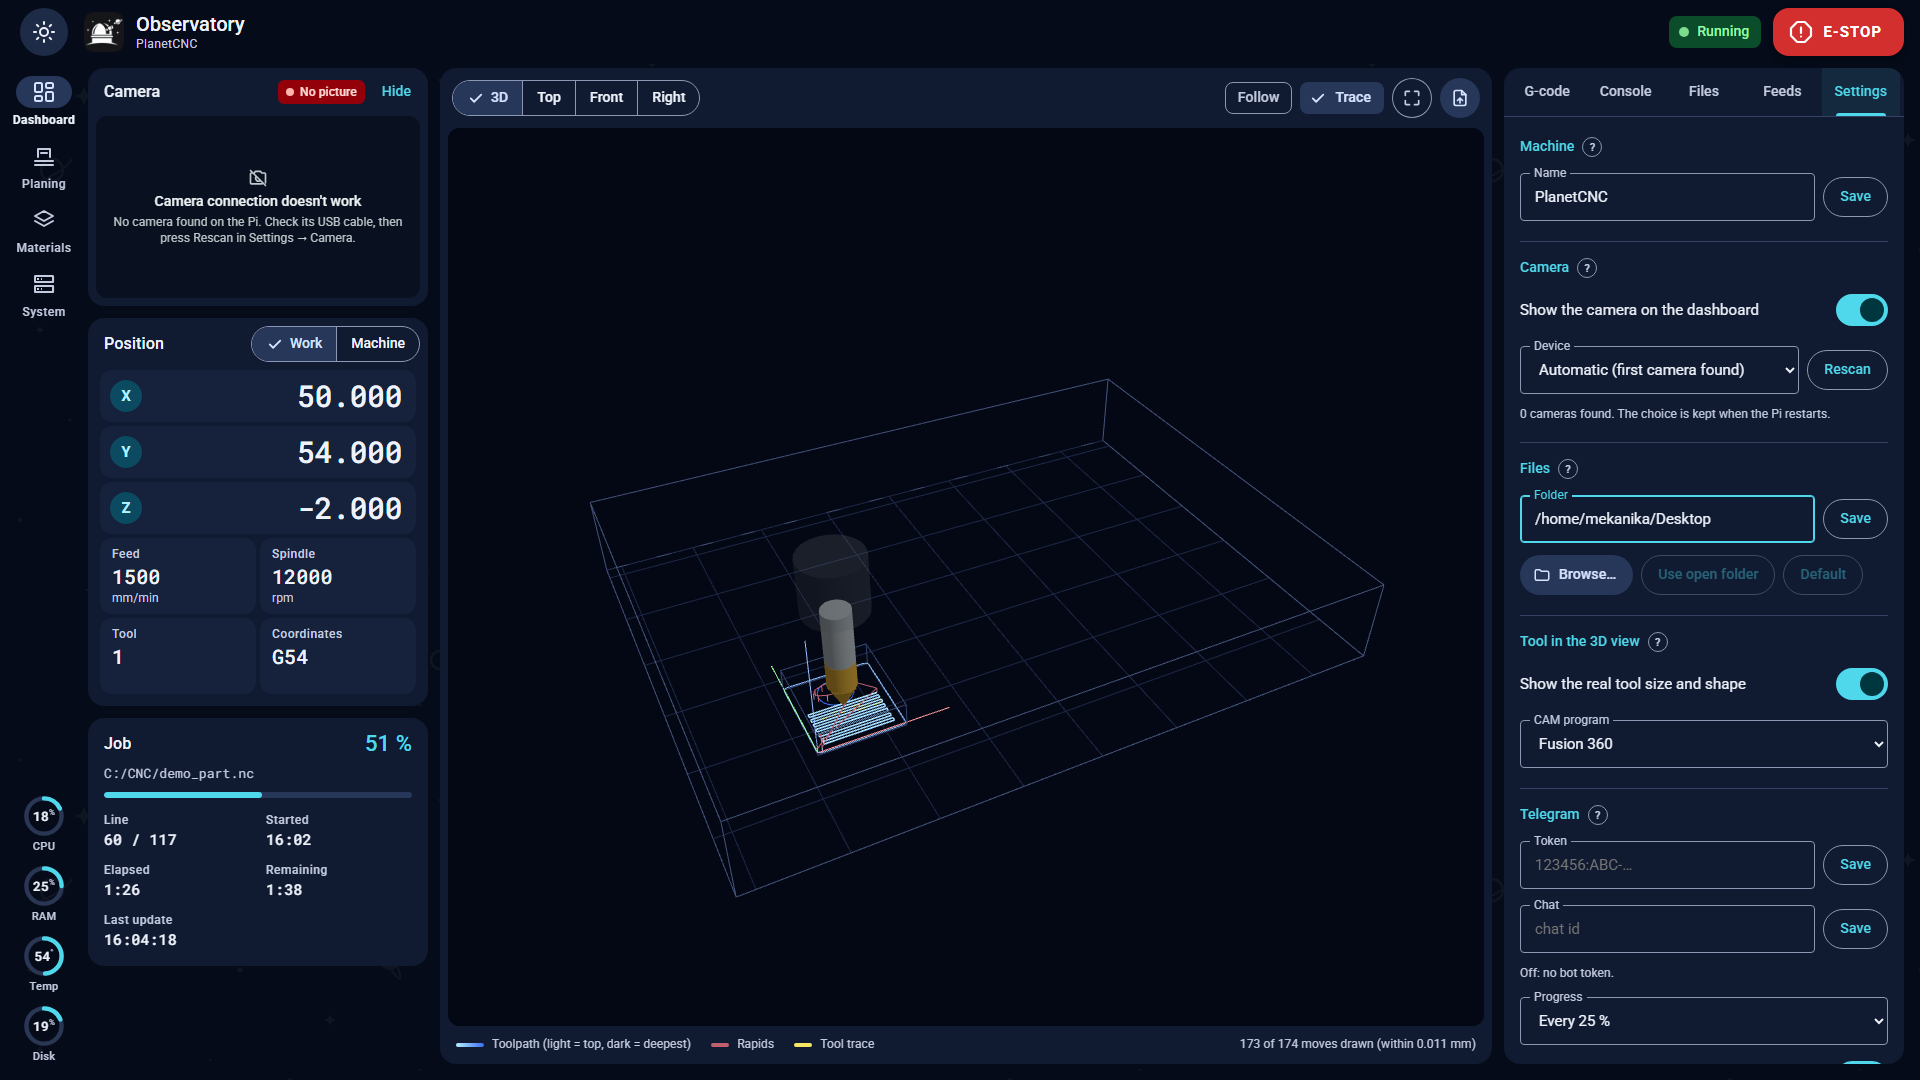 Observatory
PlanetCNC
Running
E-STOP
Dashboard
Planing
Materials
System
18%
CPU
25%
RAM
54°
Temp
19%
Disk
Camera
No picture
Hide
Camera connection doesn't work
No camera found on the Pi. Check its USB cable, then
press Rescan in Settings → Camera.
Position
Work
Machine
X
50.000
Y
54.000
Z
-2.000
Feed
1500
mm/min
Spindle
12000
rpm
Tool
1
Coordinates
G54
Job
51 %
C:/CNC/demo_part.nc
Line
60 / 117
Started
16:02
Elapsed
1:26
Remaining
1:38
Last update
16:04:18
3D
Top
Front
Right
Follow
Trace
Toolpath (light = top, dark = deepest)
Rapids
Tool trace
173 of 174 moves drawn (within 0.011 mm)
G-code
Console
Files
Feeds
Settings
Machine ?
Name
PlanetCNC
Save
Camera ?
Show the camera on the dashboard
Device
Automatic (first camera found)
Rescan
0 cameras found. The choice is kept when the Pi restarts.
Files ?
Folder
/home/mekanika/Desktop
Save
Browse...
Use open folder
Default
Tool in the 3D view ?
Show the real tool size and shape
CAM program
Fusion 360
Telegram ?
Token
123456:ABC-...
Save
Chat
chat id
Save
Off: no bot token.
Progress
Every 25 %